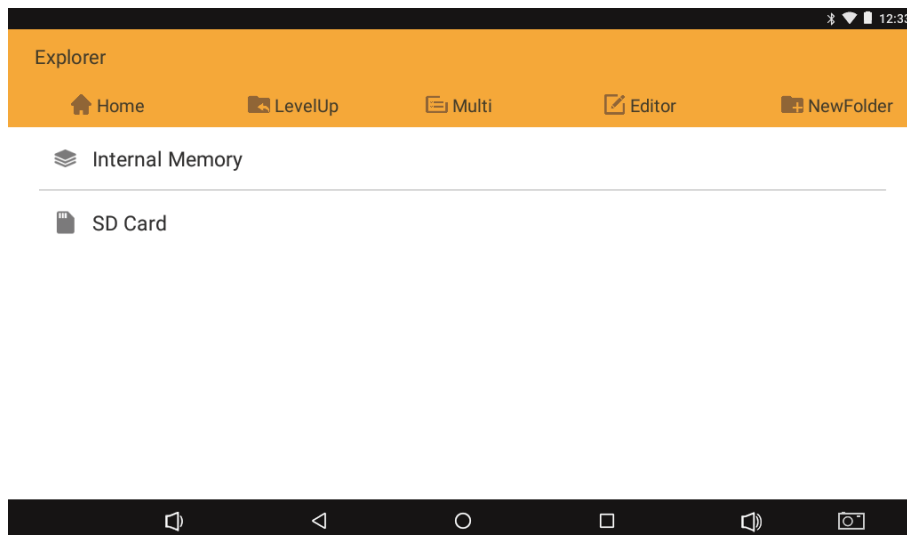 12:33
Explorer
Home LevelUp Multi Editor NewFolder
Internal Memory
SD Card